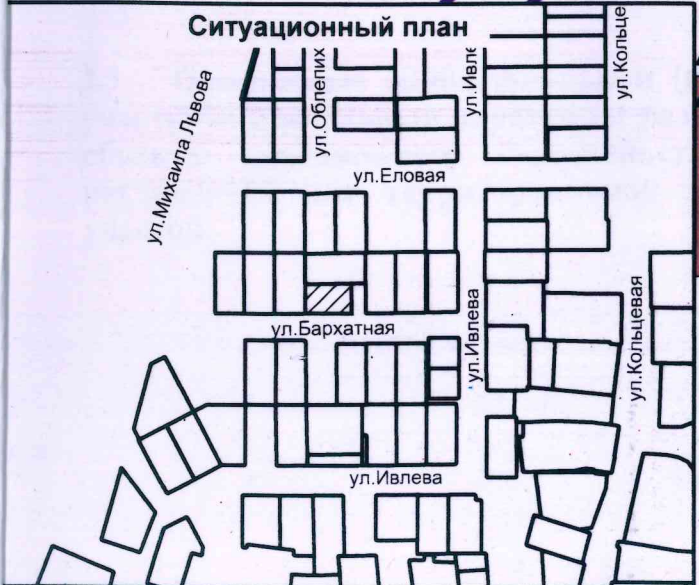 Ситуационный план
ул.Михаила Львова
ул.Облепих
ул.Ивле
ул.Кольце
ул.Еловая
ул.Бархатная
ул.Ивлева
ул.Кольцевая
ул.Ивлева